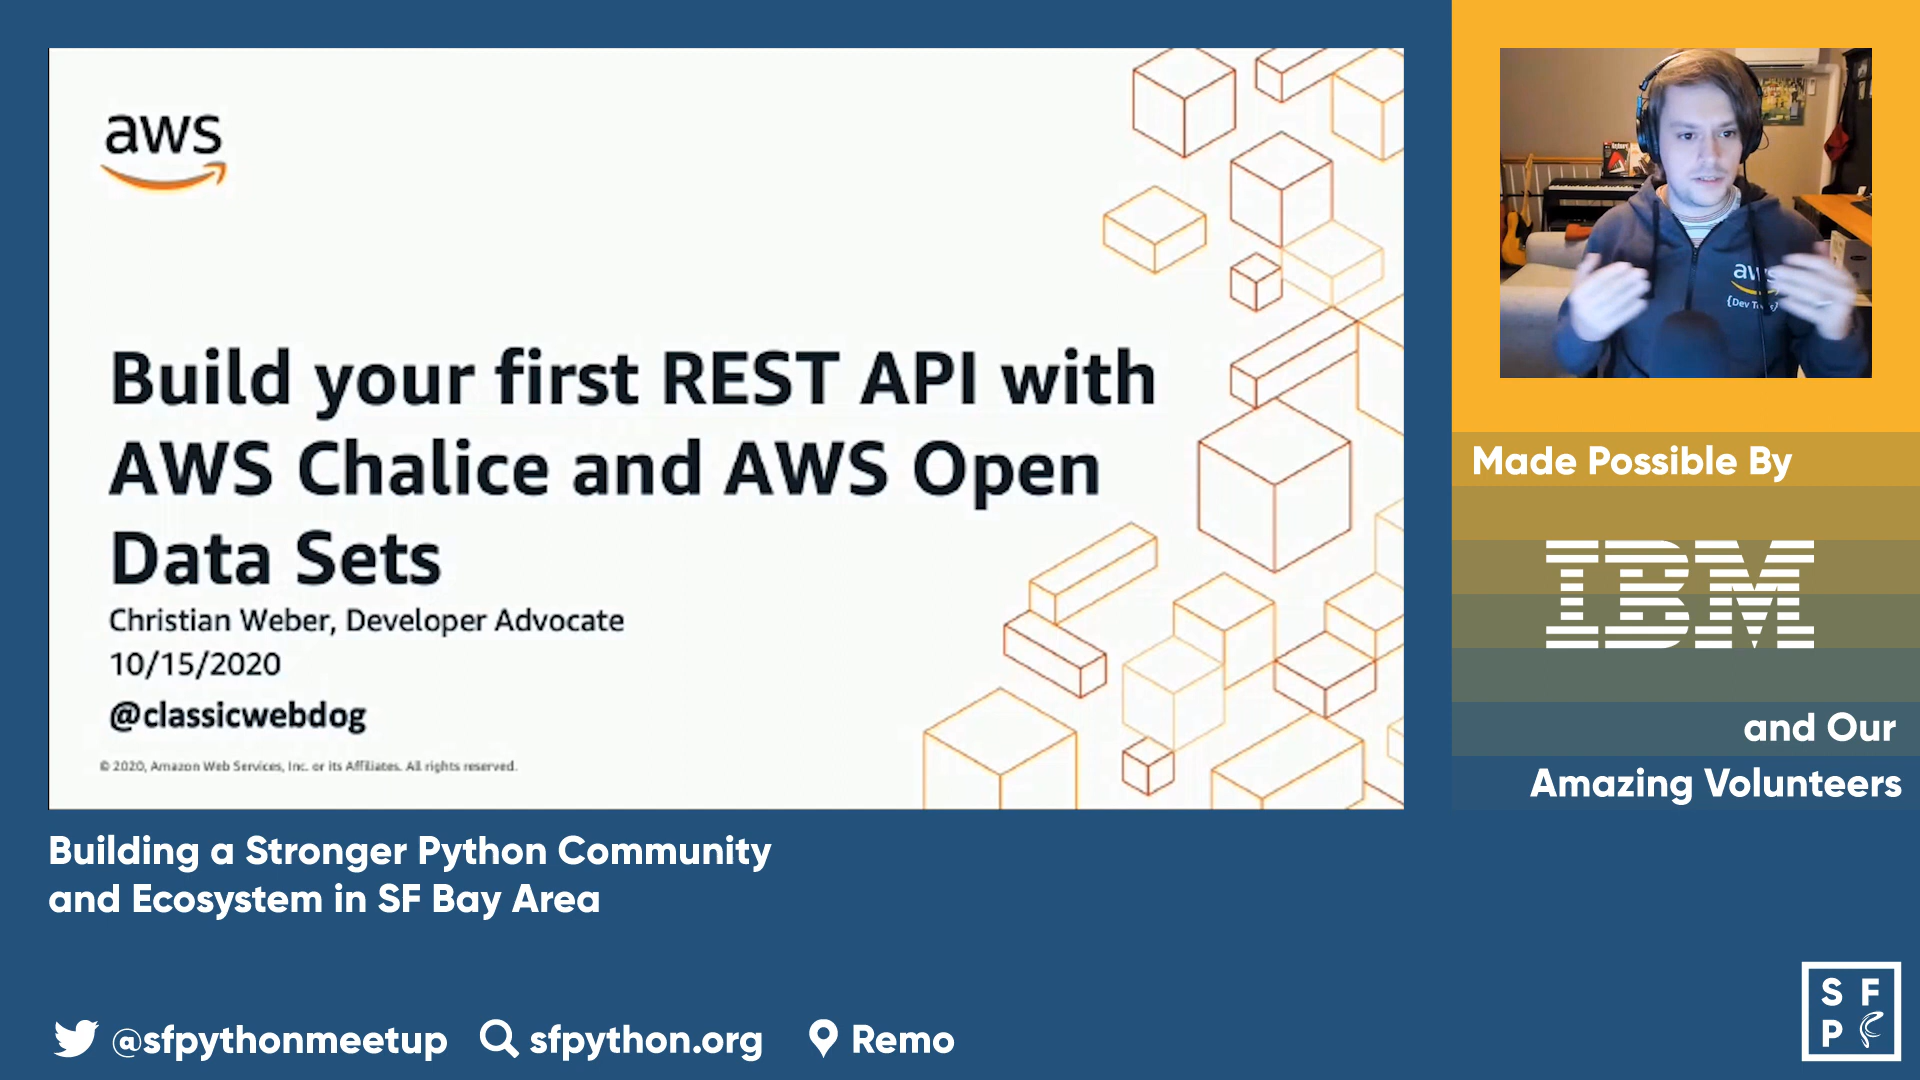 aws
Build your first REST API with
AWS Chalice and AWS Open
Data Sets
Christian Weber, Developer Advocate
10/15/2020
@classicwebdog
© 2020, Amazon Web Services, Inc. or its Affiliates. All rights reserved.
Made Possible By
IBM
and Our
Amazing Volunteers
Building a Stronger Python Community
and Ecosystem in SF Bay Area
@sfpythonmeetup
sfpython.org
Remo
S F
P